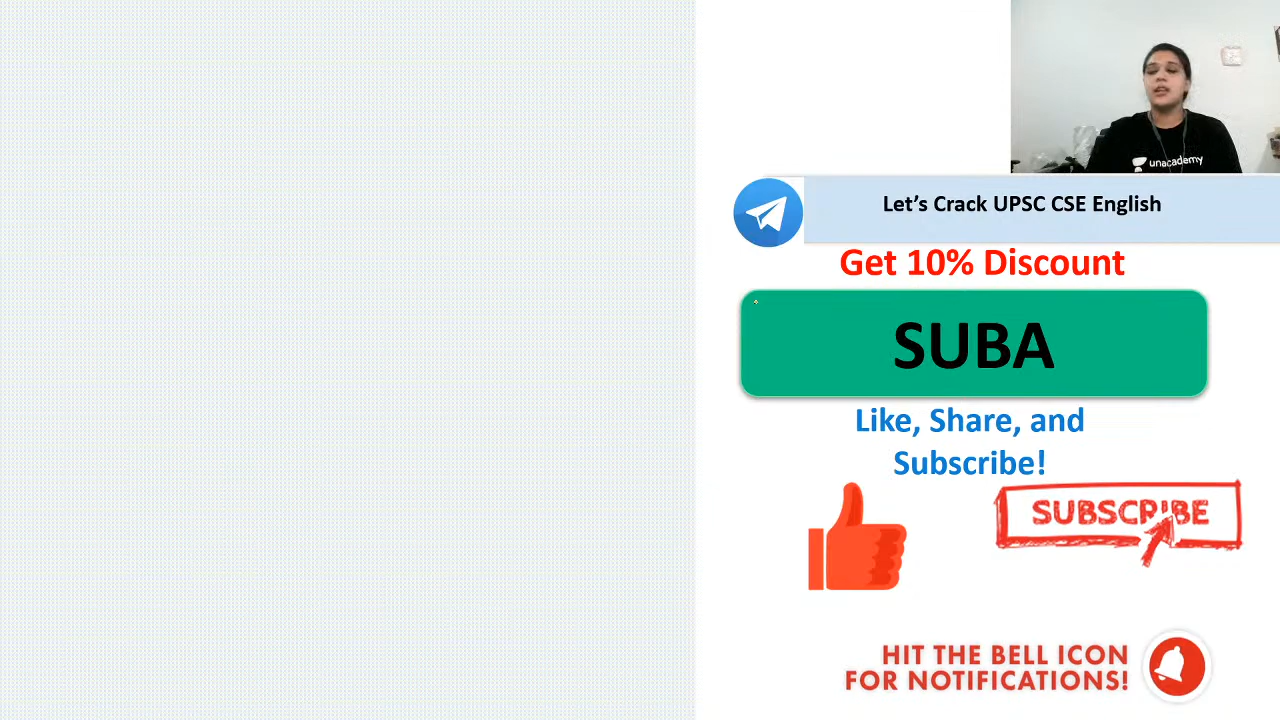 unacademy
Let's Crack UPSC CSE English
Get 10% Discount
SUBA
Like, Share, and
Subscribe!
SUBSCRIBE
HIT THE BELL ICON
FOR NOTIFICATIONS!